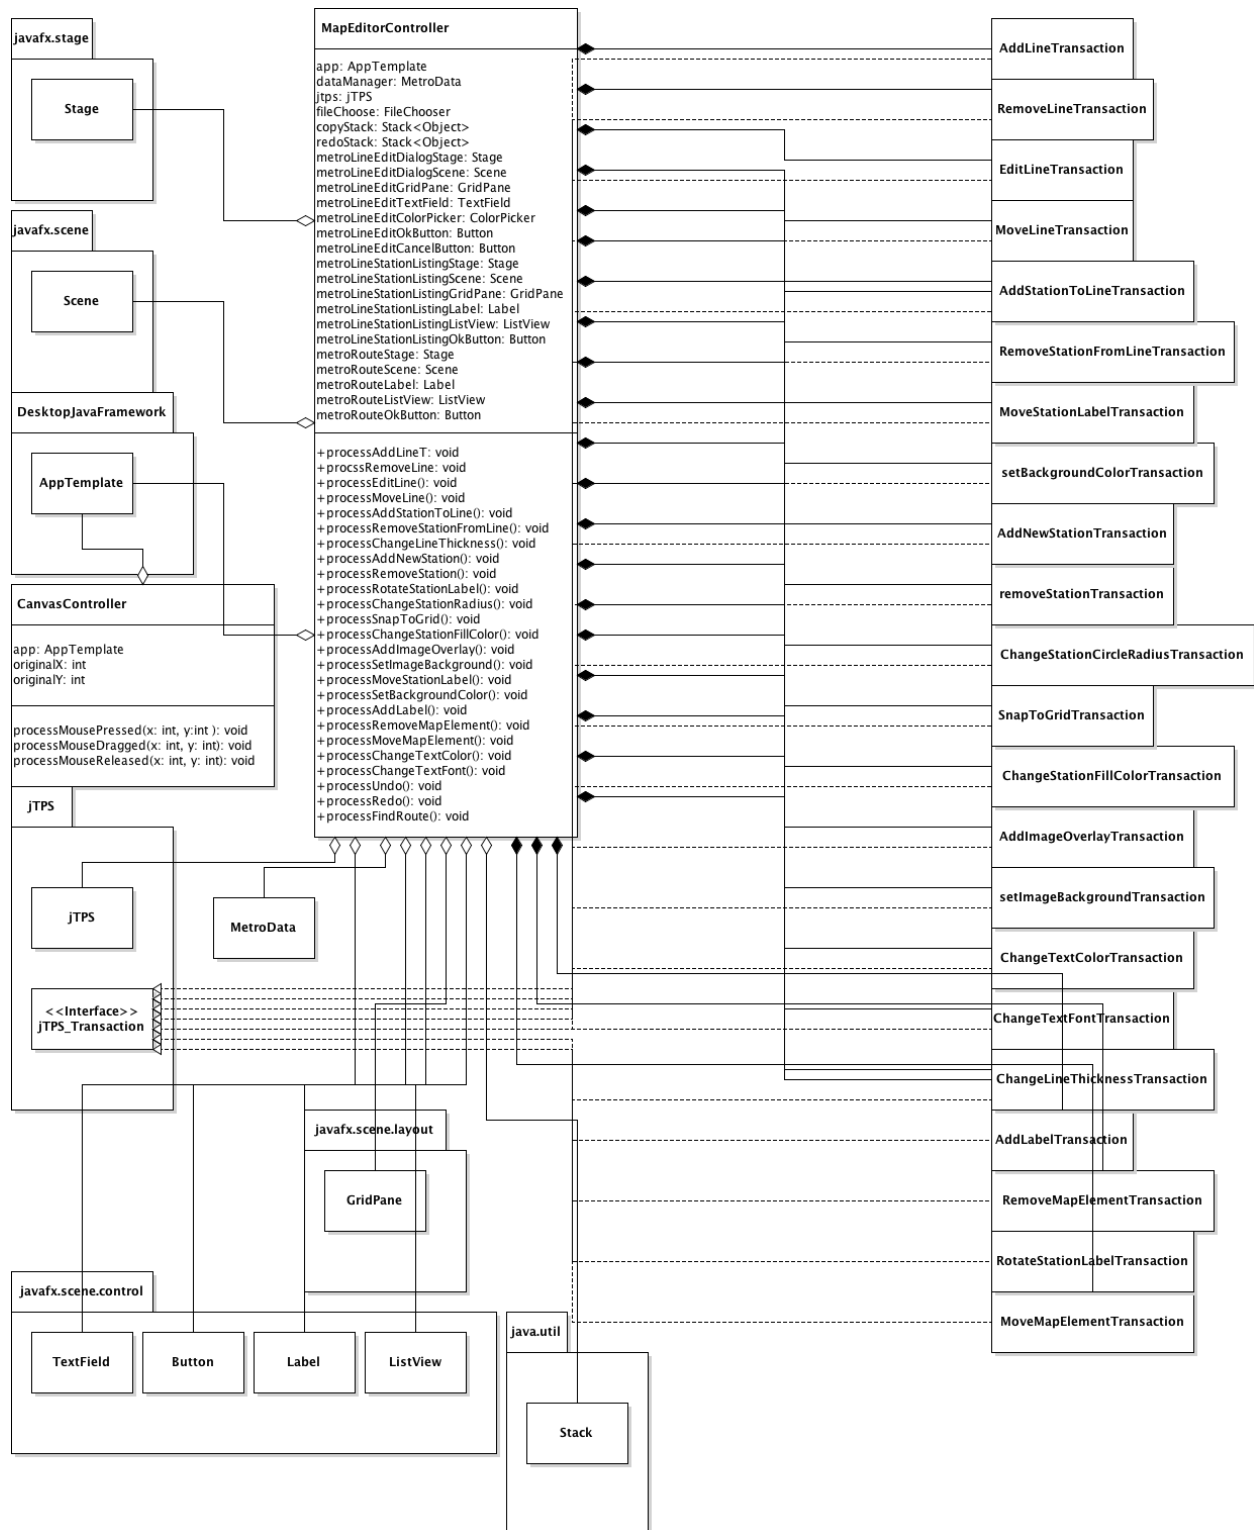 javafx.stage
Stage
javafx.scene
Scene
DesktopJavaFramework
AppTemplate
CanvasController
app: AppTemplate
originalX: int
originalY: int
processMousePressed(x: int, y:int ): void
processMouseDragged(x: int, y: int): void
processMouseReleased(x: int, y: int): void
jTPS
jTPS
<<Interface>>
jTPS_Transaction
MetroData
MapEditorController
app: AppTemplate
dataManager: MetroData
jtps: jTPS
fileChoose: FileChooser
copyStack: Stack<Object>
redoStack: Stack<Object>
metroLineEditDialogStage: Stage
metroLineEditDialogScene: Scene
metroLineEditGridPane: GridPane
metroLineEditTextField: TextField
metroLineEditColorPicker: ColorPicker
metroLineEditOkButton: Button
metroLineEditCancelButton: Button
metroLineStationListingStage: Stage
metroLineStationListingScene: Scene
metroLineStationListingGridPane: GridPane
metroLineStationListingLabel: Label
metroLineStationListingListView: ListView
metroLineStationListingOkButton: Button
metroRouteStage: Stage
metroRouteScene: Scene
metroRouteLabel: Label
metroRouteListView: ListView
metroRouteOkButton: Button
+processAddLineT: void
+procssRemoveLine: void
+processEditLine(): void
+processMoveLine(): void
+processAddStationToLine(): void
+processRemoveStationFromLine(): void
+processChangeLineThickness(): void
+processAddNewStation(): void
+processRemoveStation(): void
+processRotateStationLabel(): void
+processChangeStationRadius(): void
+processSnapToGrid(): void
+processChangeStationFillColor(): void
+processAddImageOverlay(): void
+processSetImageBackground(): void
+processMoveStationLabel(): void
+processSetBackgroundColor(): void
+processAddLabel(): void
+processRemoveMapElement(): void
+processMoveMapElement(): void
+processChangeTextColor(): void
+processChangeTextFont(): void
+processUndo(): void
+processRedo(): void
+processFindRoute(): void
AddLineTransaction
RemoveLineTransaction
EditLineTransaction
MoveLineTransaction
AddStationToLineTransaction
RemoveStationFromLineTransaction
MoveStationLabelTransaction
setBackgroundColorTransaction
AddNewStationTransaction
removeStationTransaction
ChangeStationCircleRadiusTransaction
SnapToGridTransaction
ChangeStationFillColorTransaction
AddImageOverlayTransaction
setImageBackgroundTransaction
ChangeTextColorTransaction
ChangeTextFontTransaction
ChangeLineThicknessTransaction
AddLabelTransaction
RemoveMapElementTransaction
RotateStationLabelTransaction
MoveMapElementTransaction
javafx.scene.layout
GridPane
javafx.scene.control
TextField
Button
Label
ListView
java.util
Stack